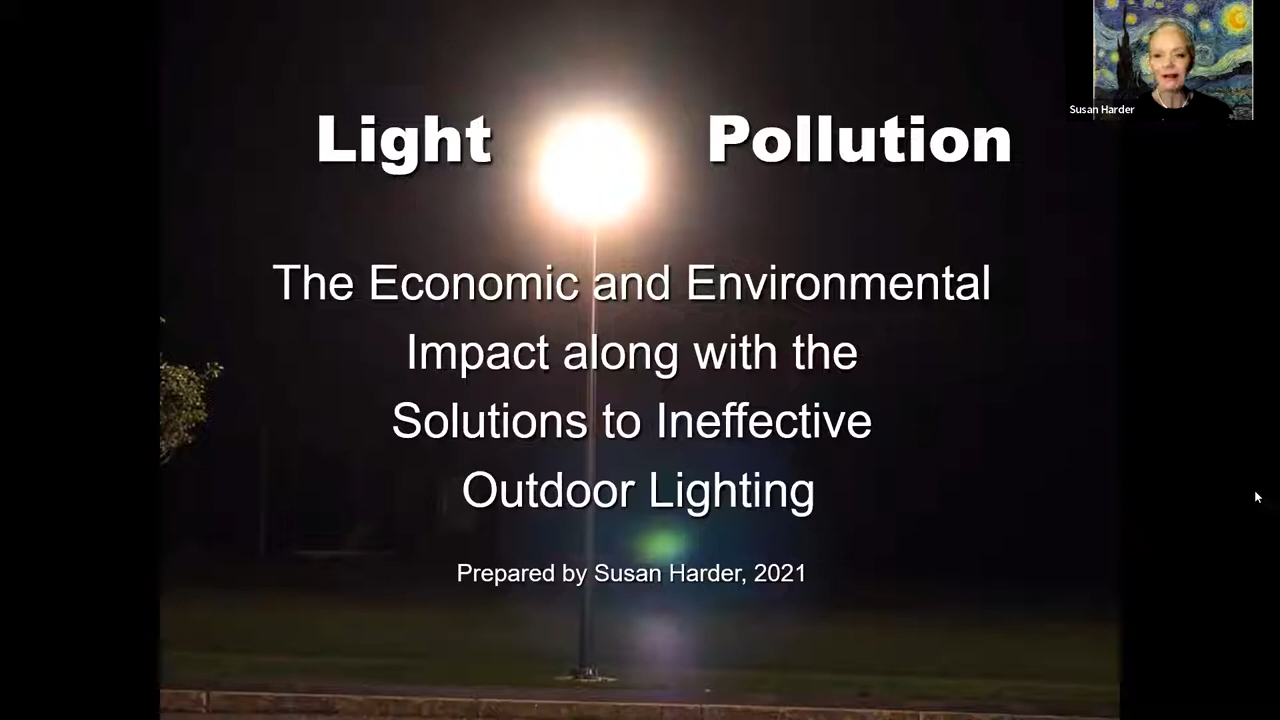 Light Pollution
Susan Harder
The Economic and Environmental
Impact along with the
Solutions to Ineffective
Outdoor Lighting
Prepared by Susan Harder, 2021